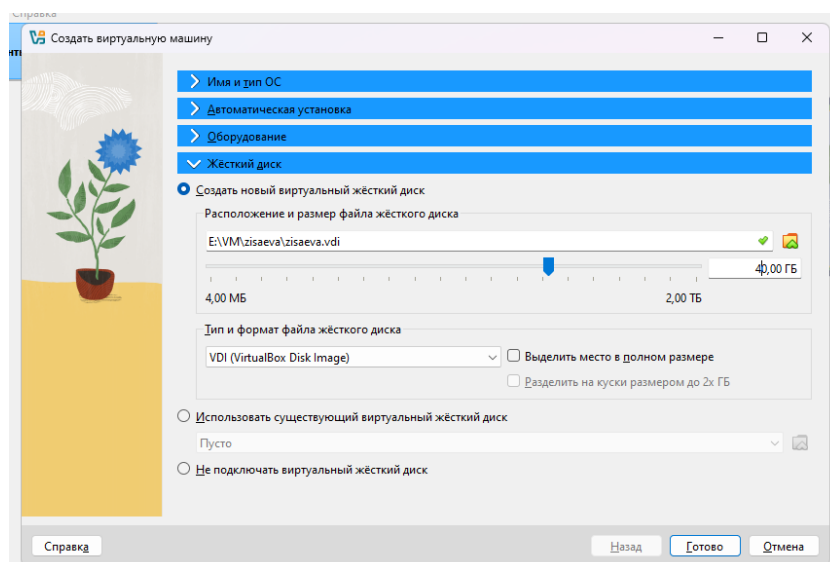 Справка
Создать виртуальную машину
Имя и тип ОС
Автоматическая установка
Оборудование
Жёсткий диск
Создать новый виртуальный жёсткий диск
Расположение и размер файла жёсткого диска
E:\VM\zisaeva\zisaeva.vdi
40,00 ГБ
4,00 МБ
2,00 ТБ
Тип и формат файла жёсткого диска
VDI (VirtualBox Disk Image)
Выделить место в полном размере
Разделить на куски размером до 2х ГБ
Использовать существующий виртуальный жёсткий диск
Пусто
Не подключать виртуальный жёсткий диск
Справка
Назад
Готово
Отмена